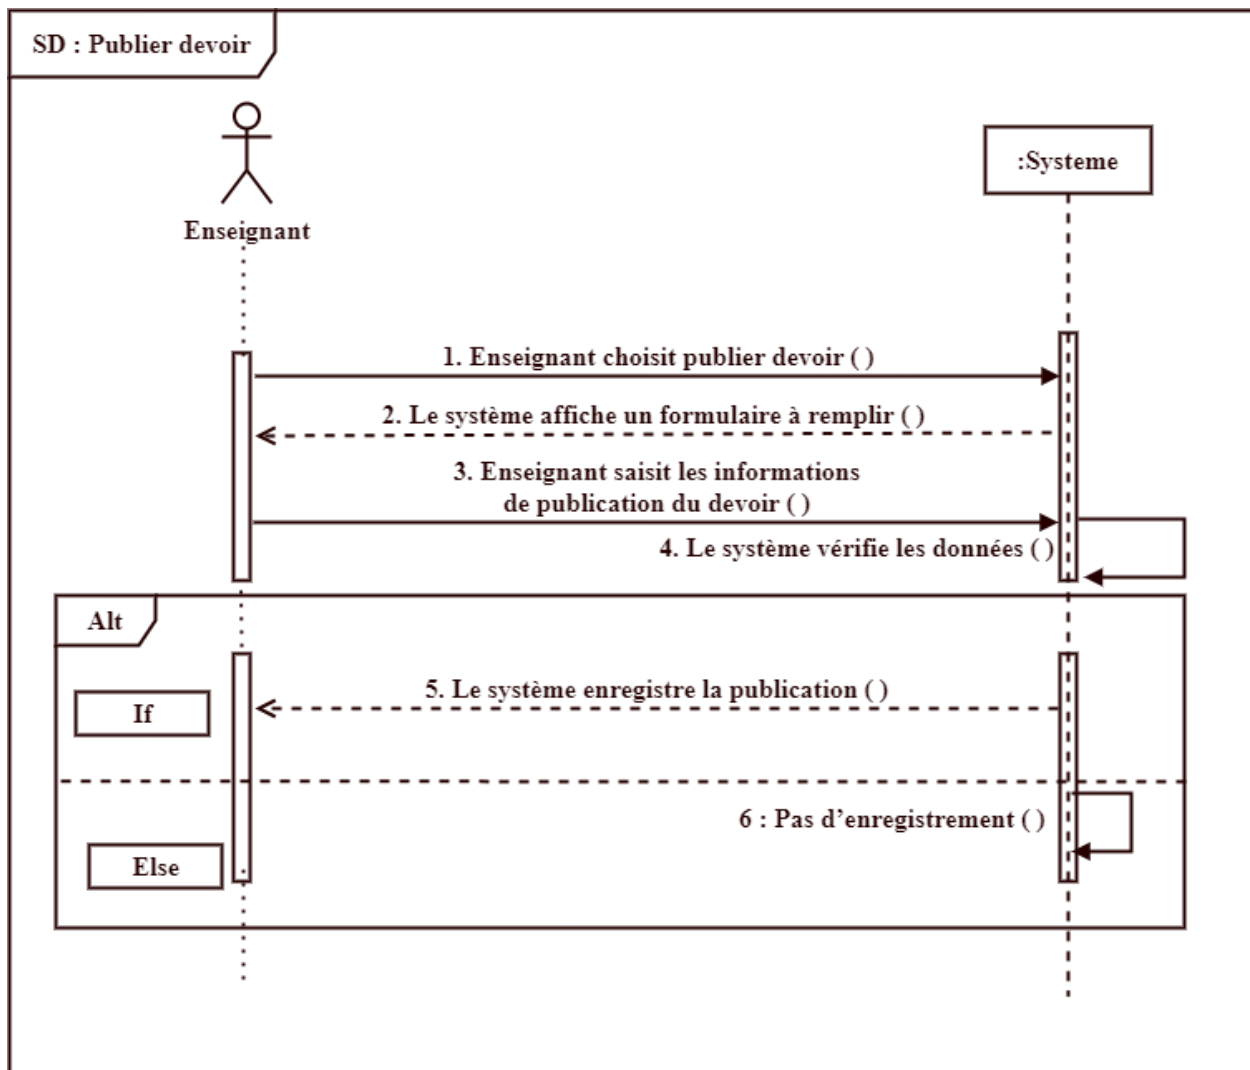 SD : Publier devoir
Enseignant
:Systeme
1. Enseignant choisit publier devoir ( )
2. Le système affiche un formulaire à remplir ( )
3. Enseignant saisit les informations
de publication du devoir ( )
4. Le système vérifie les données ( )
Alt
5. Le système enregistre la publication ( )
If
6 : Pas d’enregistrement ( )
Else